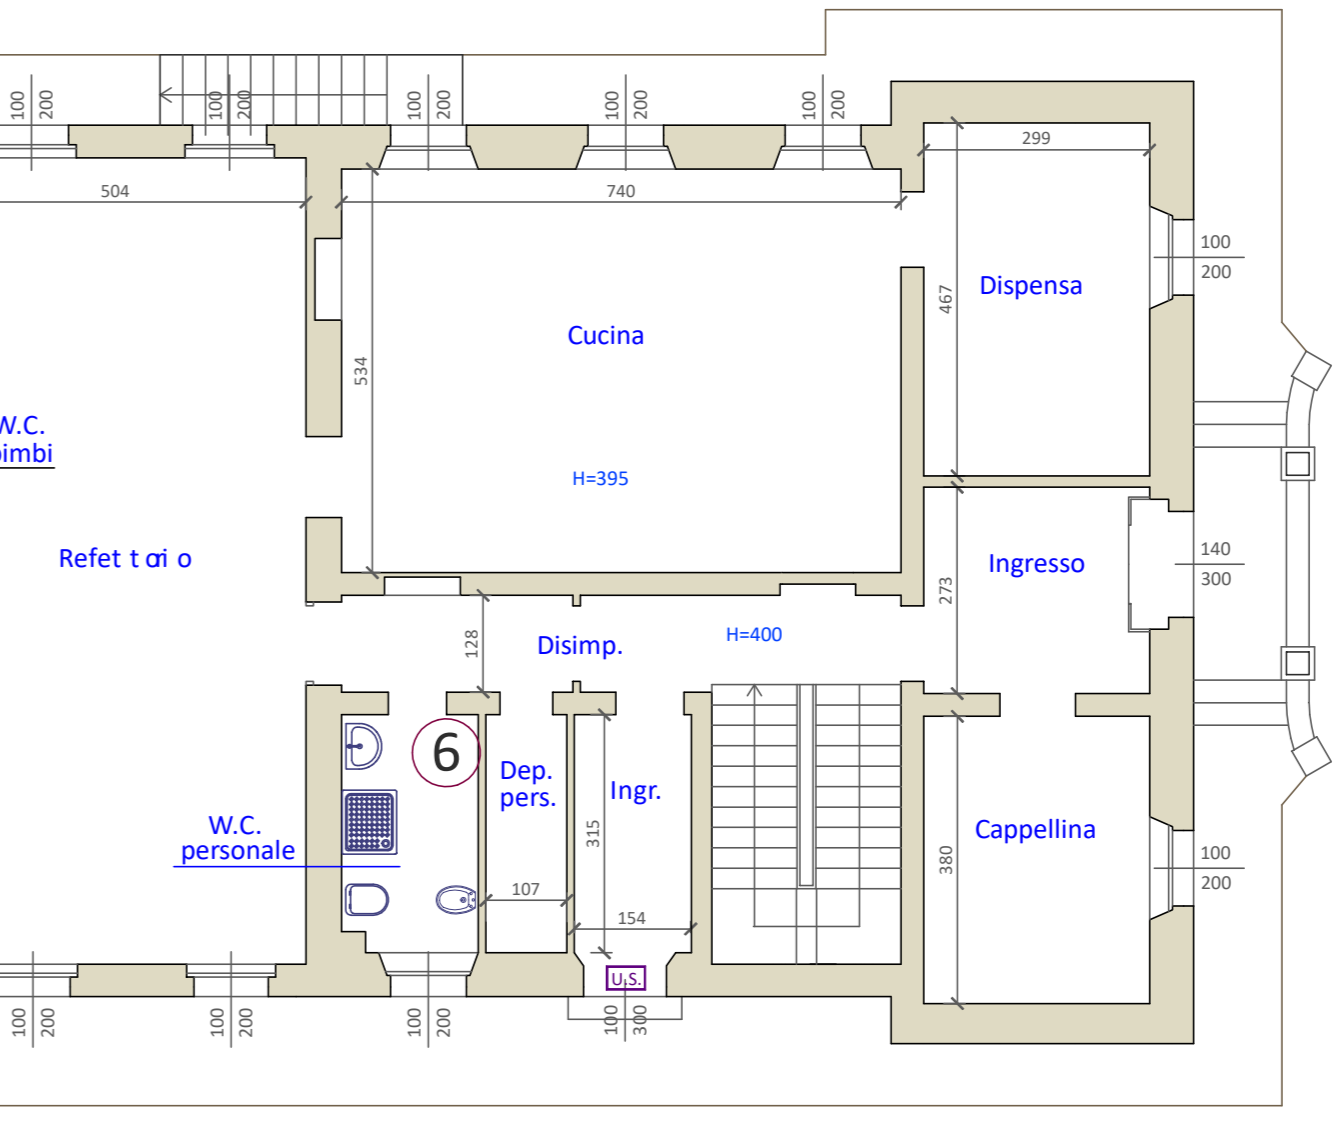 100 200
100 200
100 200
100 200
100 200
299
504
740
100
200
467
Dispensa
Cucina
534
W.C.
bimbi
H=395
Refet t ori o
140
300
Ingresso
273
128
Disimp.
H=400
6
Dep.
pers.
Ingr.
W.C.
personale
315
Cappellina
380
100
200
107
154
U.S.
100 200
100 200
100 200
100 300